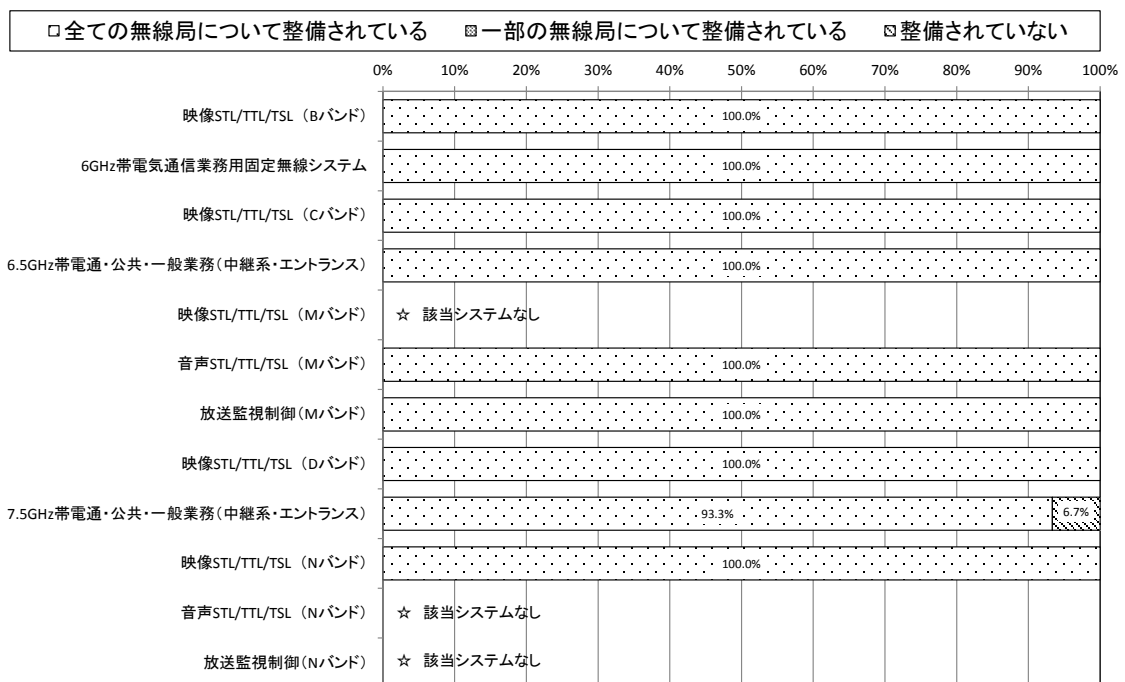 全ての無線局について整備されている 一部の無線局について整備されている 整備されていない
0% 10% 20% 30% 40% 50% 60% 70% 80% 90% 100%
映像STL/TTL/TSL（Bバンド） 100.0%
6GHz帯電気通信業務用固定無線システム 100.0%
映像STL/TTL/TSL（Cバンド） 100.0%
6.5GHz帯電通・公共・一般業務（中継系・エントランス） 100.0%
映像STL/TTL/TSL（Mバンド） ☆ 該当システムなし
音声STL/TTL/TSL（Mバンド） 100.0%
放送監視制御（Mバンド） 100.0%
映像STL/TTL/TSL（Dバンド） 100.0%
7.5GHz帯電通・公共・一般業務（中継系・エントランス） 93.3% 6.7%
映像STL/TTL/TSL（Nバンド） 100.0%
音声STL/TTL/TSL（Nバンド） ☆ 該当システムなし
放送監視制御（Nバンド） ☆ 該当システムなし